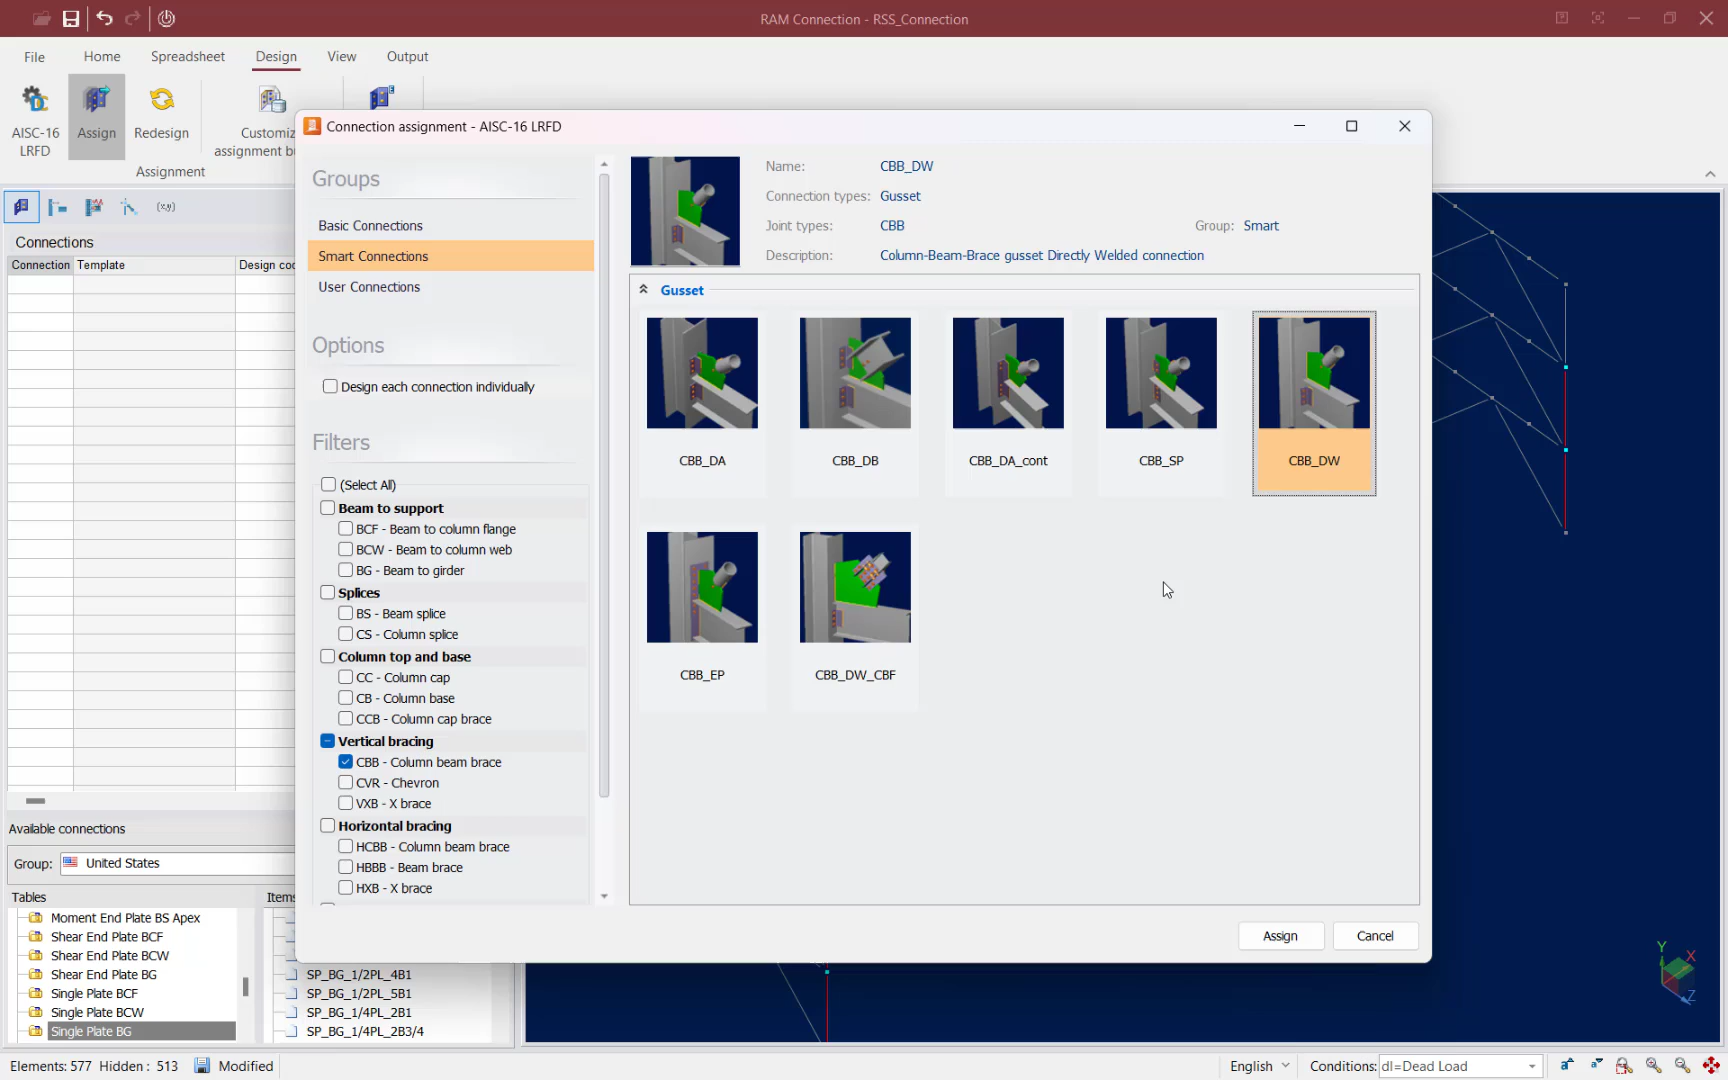 RAM Connection - RSS_Connection
File
Home
Spreadsheet
Design
View
Output
AISC-16
LRFD
Assign
Redesign
Assignment
Connections
Connection
Template
Connection assignment - AISC-16 LRFD
Groups
Basic Connections
Smart Connections
User Connections
Options
Design each connection individually
Filters
(Select All)
Beam to support
BCF - Beam to column flange
BCW - Beam to column web
BG - Beam to girder
Splices
BS - Beam splice
CS - Column splice
Column top and base
CC - Column cap
CB - Column base
CCB - Column cap brace
Vertical bracing
CBB - Column beam brace
CVR - Chevron
VXB - X brace
Horizontal bracing
HCBB - Column beam brace
HBBB - Beam brace
HXB - X brace
Name: CBB_DW
Connection types: Gusset
Joint types: CBB
Group: Smart
Description: Column-Beam-Brace gusset Directly Welded connection
Gusset
CBB_DA
CBB_DB
CBB_DA_cont
CBB_SP
CBB_DW
CBB_EP
CBB_DW_CBF
Assign
Cancel
Available connections
Group: United States
Tables
Moment End Plate BS Apex
Shear End Plate BCF
Shear End Plate BCW
Shear End Plate BG
Single Plate BCF
Single Plate BCW
Single Plate BG
SP_BG_1/2PL_4B1
SP_BG_1/2PL_5B1
SP_BG_1/4PL_2B1
SP_BG_1/4PL_2B3/4
Y
X
Z
Elements: 577 Hidden : 513
Modified
English
Conditions: dl=Dead Load